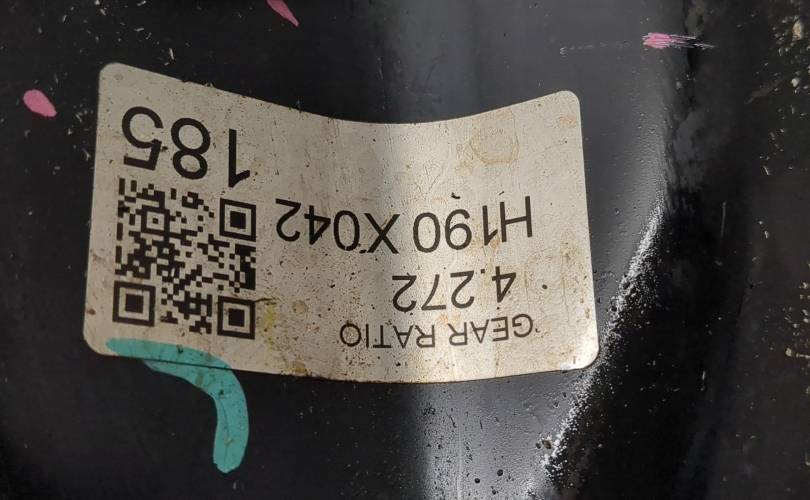 GEAR RATIO
4.272
H190 X042
185